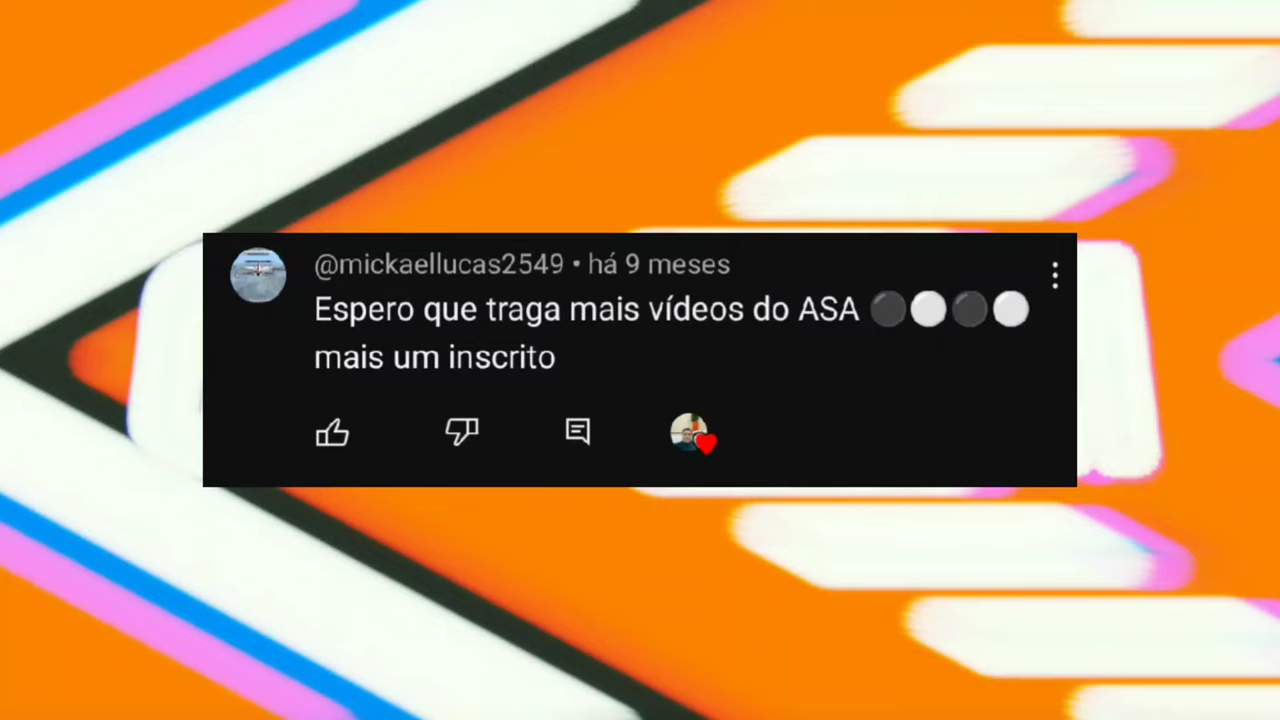 @mickaellucas2549 • há 9 meses
Espero que traga mais vídeos do ASA ⚫⚪⚫⚪
mais um inscrito